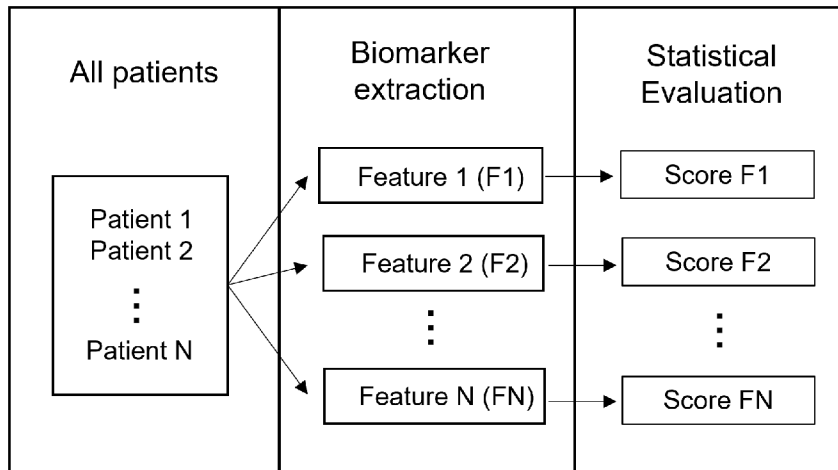 All patients
Patient 1
Patient 2
⋮
Patient N
Biomarker
extraction
Feature 1 (F1)
Feature 2 (F2)
⋮
Feature N (FN)
Statistical
Evaluation
Score F1
Score F2
⋮
Score FN